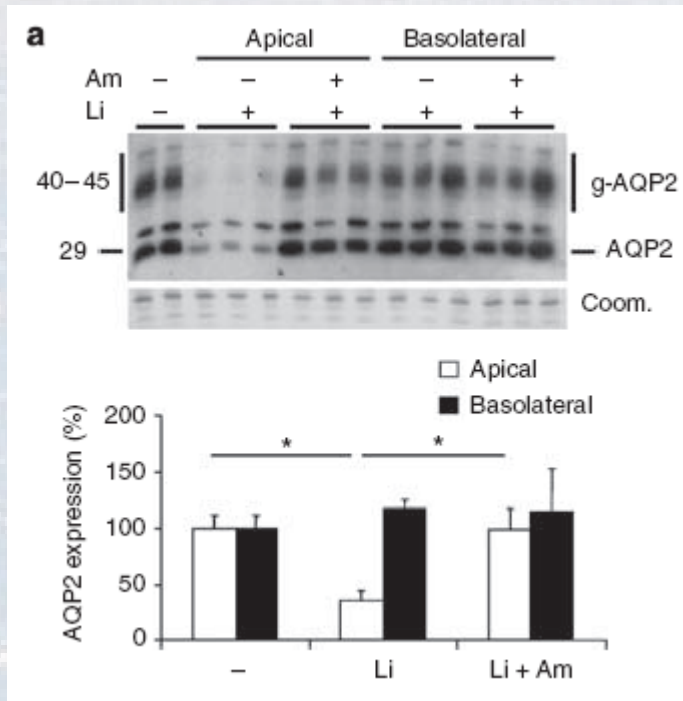 a
Apical Basolateral
Am – – + – +
Li – + + + +
40–45 g-AQP2
29 AQP2
Coom.
Apical
Basolateral
AQP2 expression (%)
200
150
100
50
0
* *
– Li Li + Am